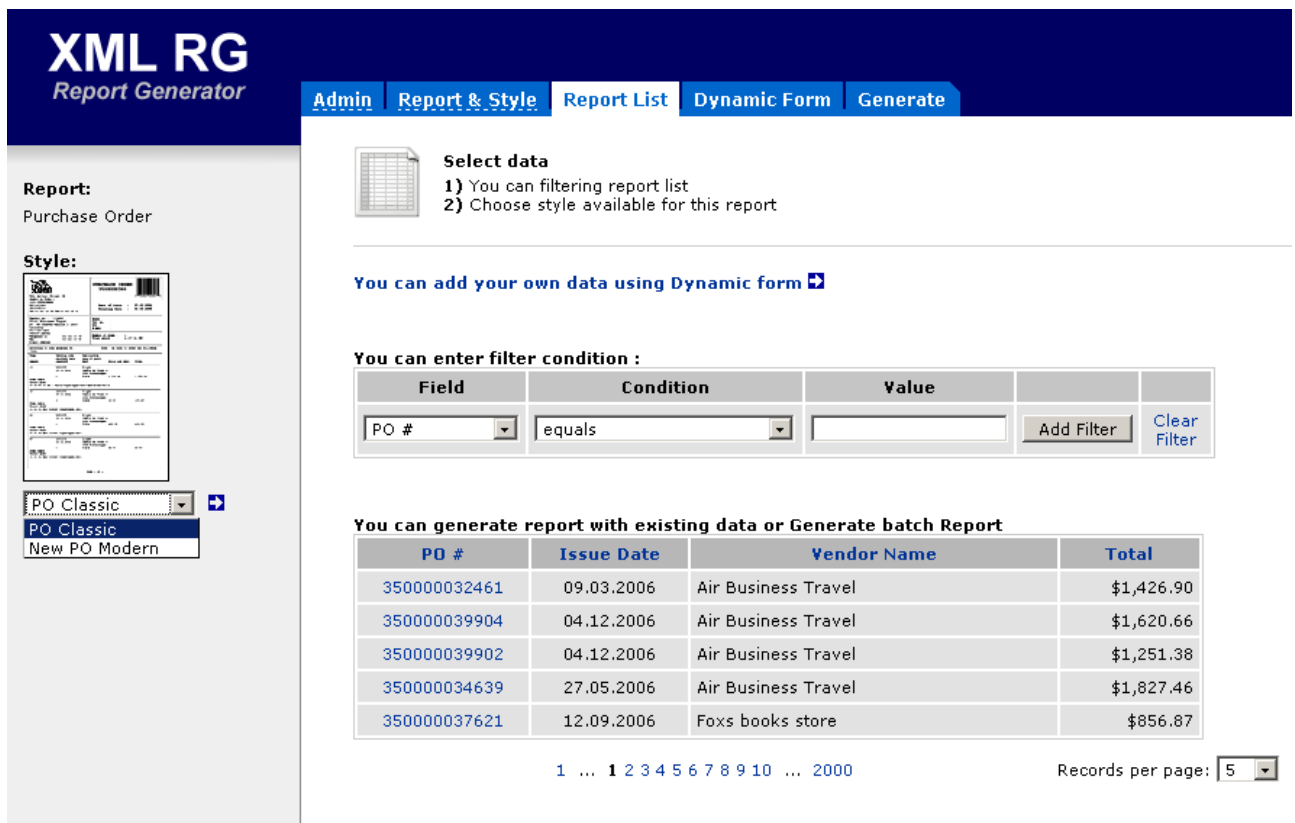 XML RG
Report Generator
Admin Report & Style Report List Dynamic Form Generate
Report:
Purchase Order
Style:
PO Classic
PO Classic
New PO Modern
Select data
1) You can filtering report list
2) Choose style available for this report
You can add your own data using Dynamic form
You can enter filter condition :
Field Condition Value
PO # equals Add Filter Clear
Filter
You can generate report with existing data or Generate batch Report
PO # Issue Date Vendor Name Total
350000032461 09.03.2006 Air Business Travel $1,426.90
350000039904 04.12.2006 Air Business Travel $1,620.66
350000039902 04.12.2006 Air Business Travel $1,251.38
350000034639 27.05.2006 Air Business Travel $1,827.46
350000037621 12.09.2006 Foxs books store $856.87
1 ... 1 2 3 4 5 6 7 8 9 10 ... 2000 Records per page: 5